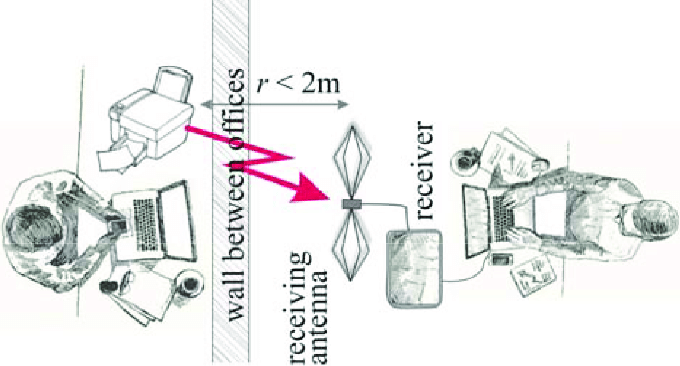 r < 2m
wall between offices
receiver
receiving
antenna